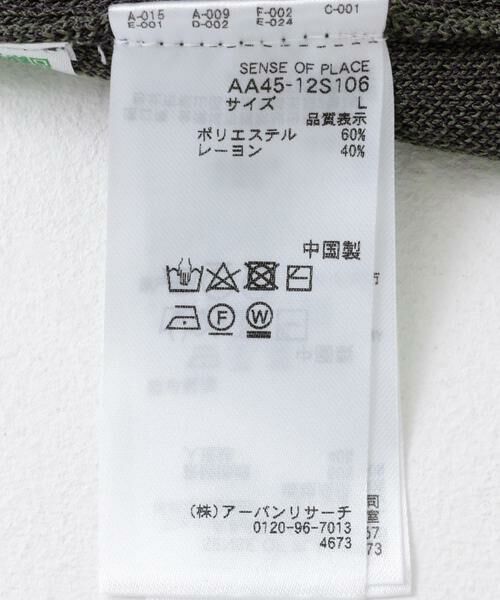 A-015 A-009 F-002 C-001
E-001 D-002 E-024
SENSE OF PLACE
AA45-12S106
サイズ L
品質表示
ポリエステル 60%
レーヨン 40%
中国製
F W
(株)アーバンリサーチ
0120-96-7013
4673